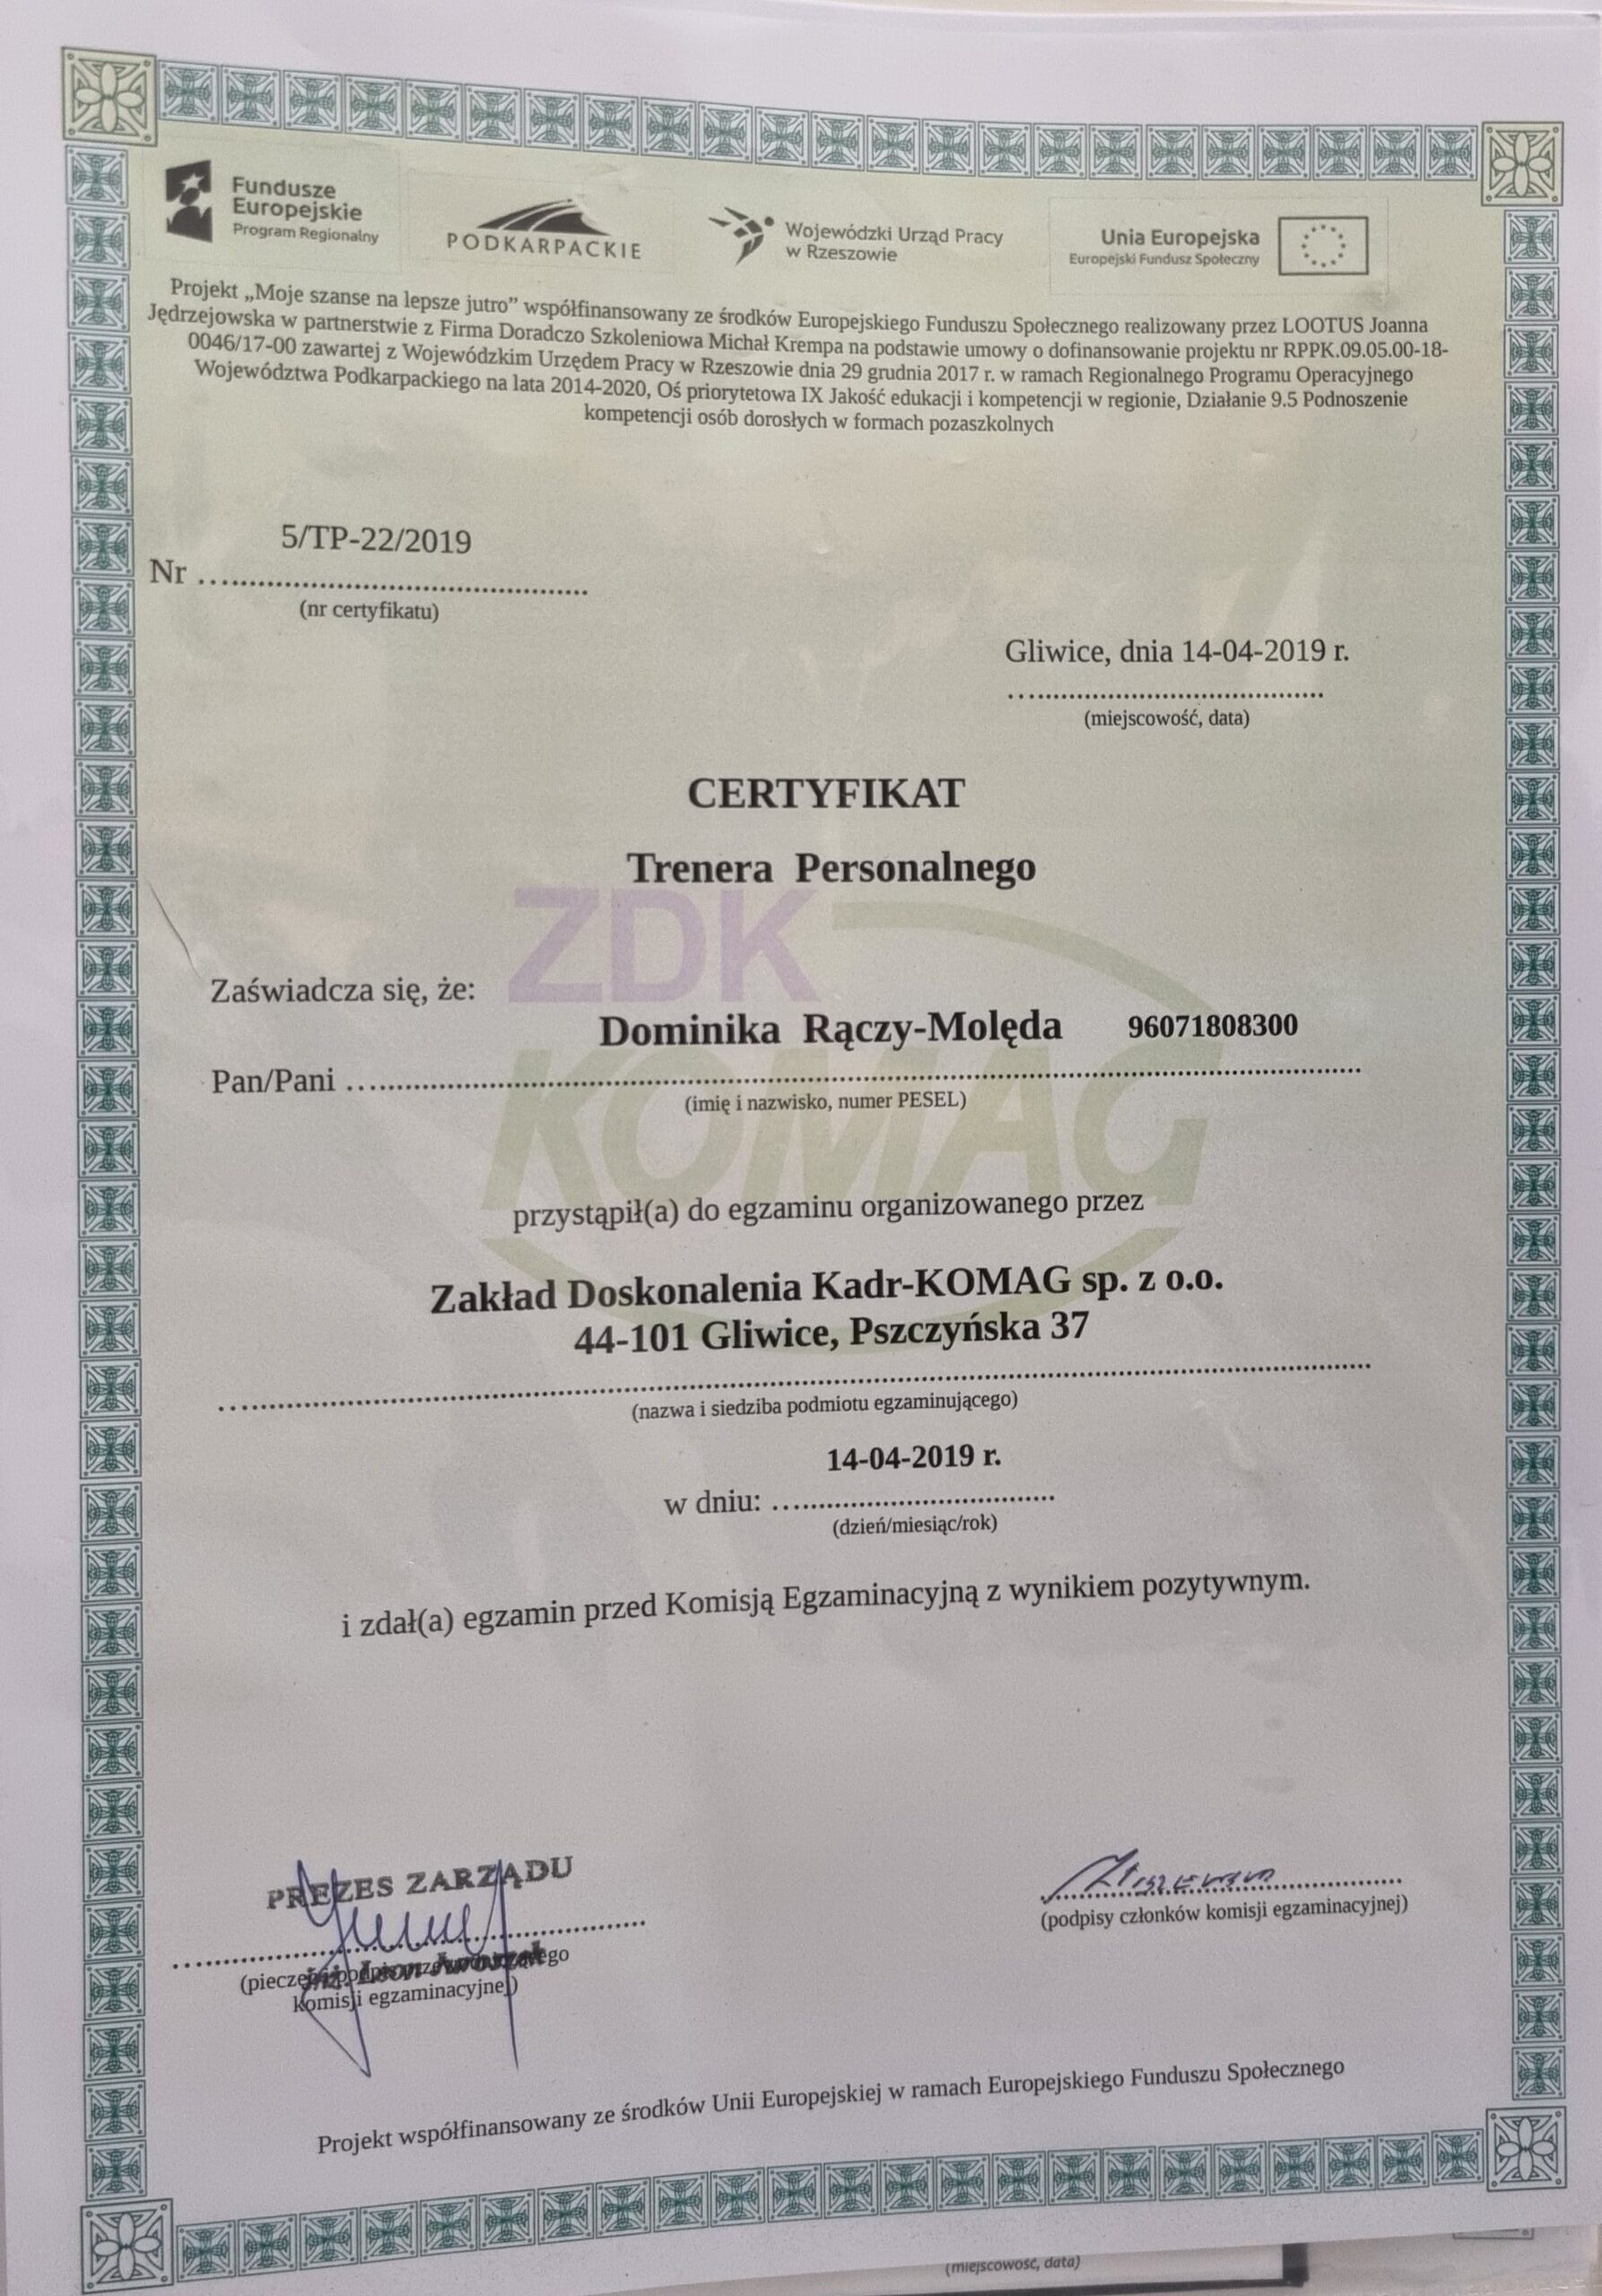 Fundusze
Europejskie
Program Regionalny
PODKARPACKIE
Wojewódzki Urząd Pracy
w Rzeszowie
Unia Europejska
Europejski Fundusz Społeczny
Projekt „Moje szanse na lepsze jutro” współfinansowany ze środków Europejskiego Funduszu Społecznego realizowany przez LOOTUS Joanna
Jędrzejowska w partnerstwie z Firma Doradczo Szkoleniowa Michał Krempa na podstawie umowy o dofinansowanie projektu nr RPPK.09.05.00-18-
0046/17-00 zawartej z Wojewódzkim Urzędem Pracy w Rzeszowie dnia 29 grudnia 2017 r. w ramach Regionalnego Programu Operacyjnego
Województwa Podkarpackiego na lata 2014-2020, Oś priorytetowa IX Jakość edukacji i kompetencji w regionie, Działanie 9.5 Podnoszenie
kompetencji osób dorosłych w formach pozaszkolnych
5/TP-22/2019
Nr ............................................
(nr certyfikatu)
Gliwice, dnia 14-04-2019 r.
............................................
(miejscowość, data)
CERTYFIKAT
Trenera Personalnego
ZDK
KOMAG
Zaświadcza się, że:
Dominika Rączy-Molęda 96071808300
Pan/Pani ............................................
(imię i nazwisko, numer PESEL)
przystąpił(a) do egzaminu organizowanego przez
Zakład Doskonalenia Kadr-KOMAG sp. z o.o.
44-101 Gliwice, Pszczyńska 37
............................................
(nazwa i siedziba podmiotu egzaminującego)
14-04-2019 r.
w dniu: ............................................
(dzień/miesiąc/rok)
i zdał(a) egzamin przed Komisją Egzaminacyjną z wynikiem pozytywnym.
PREZES ZARZĄDU
............................................
inż. Leon
komisji egzaminacyjnej)
............................................
(podpisy członków komisji egzaminacyjnej)
Projekt współfinansowany ze środków Unii Europejskiej w ramach Europejskiego Funduszu Społecznego
(miejscowość, data)